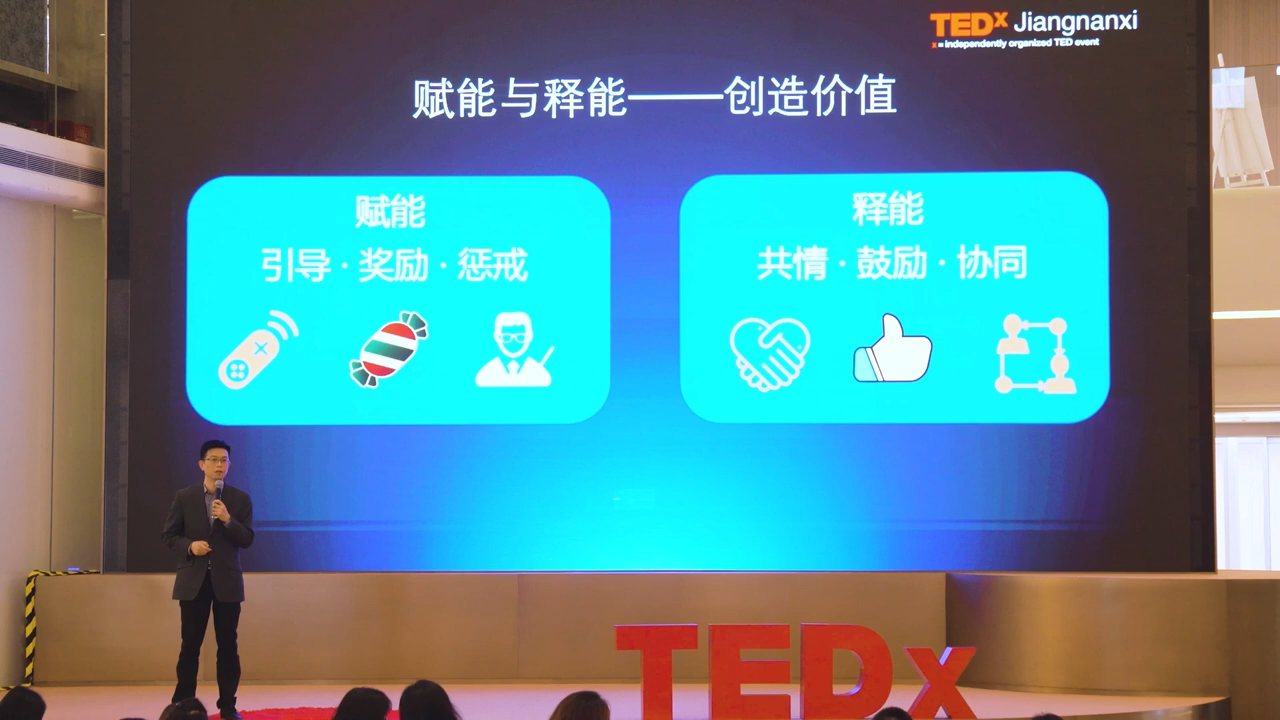 TEDx Jiangnanxi
x = independently organized TED event
赋能与释能——创造价值
赋能
引导·奖励·惩戒
释能
共情·鼓励·协同
TEDx